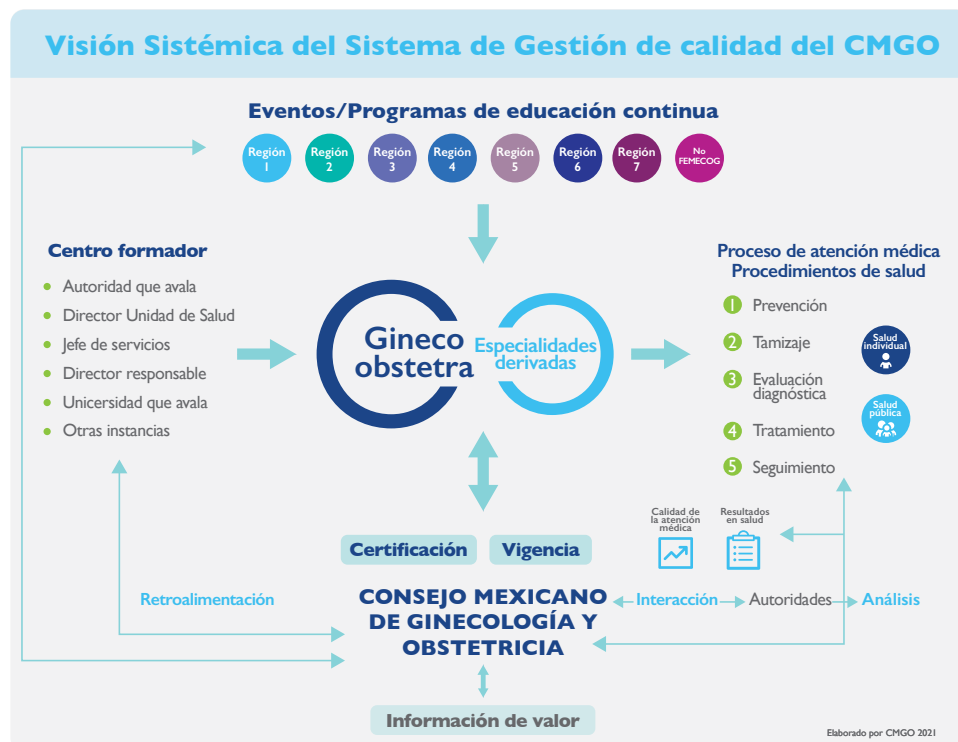 Visión Sistémica del Sistema de Gestión de calidad del CMGO
Eventos/Programas de educación continua
Región
1
Región
2
Región
3
Región
4
Región
5
Región
6
Región
7
No
FEMECOG
Centro formador
Autoridad que avala
Director Unidad de Salud
Jefe de servicios
Director responsable
Unicersidad que avala
Otras instancias
Gineco
obstetra
Especialidades
derivadas
Proceso de atención médica
Procedimientos de salud
1 Prevención
2 Tamizaje
3 Evaluación
diagnóstica
4 Tratamiento
5 Seguimiento
Salud
individual
Salud
pública
Calidad de
la atención
médica
Resultados
en salud
Certificación
Vigencia
Retroalimentación
CONSEJO MEXICANO
DE GINECOLOGÍA Y
OBSTETRICIA
Interacción
Autoridades
Análisis
Información de valor
Elaborado por CMGO 2021